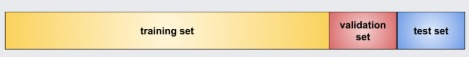 training set
validation
set
test set